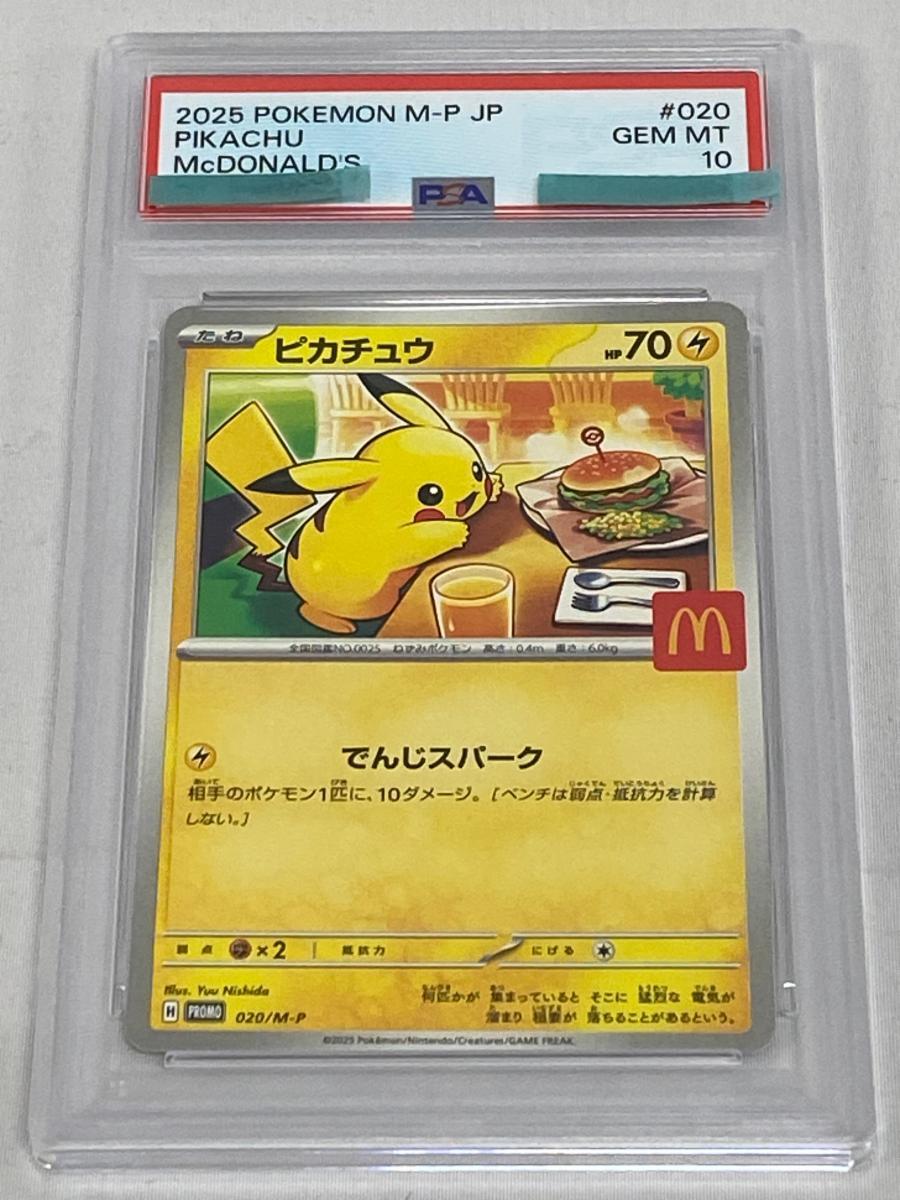 2025 POKEMON M-P JP #020
PIKACHU GEM MT
McDONALD'S 10
PSA
たね ピカチュウ HP70
全国図鑑NO.0025 ねずみポケモン 高さ:0.4m 重さ:6.0kg
でんじスパーク
相手のポケモン1匹に、10ダメージ。[ベンチは弱点・抵抗力を計算
しない。]
弱点 ×2 抵抗力 にげる
Illus. Yuu Nishida
何匹かが 集まっていると そこに 猛烈な 電気が
H PROMO 020/M-P
溜まり 稲妻が 落ちることがあるという。
©2025 Pokémon/Nintendo/Creatures/GAME FREAK.